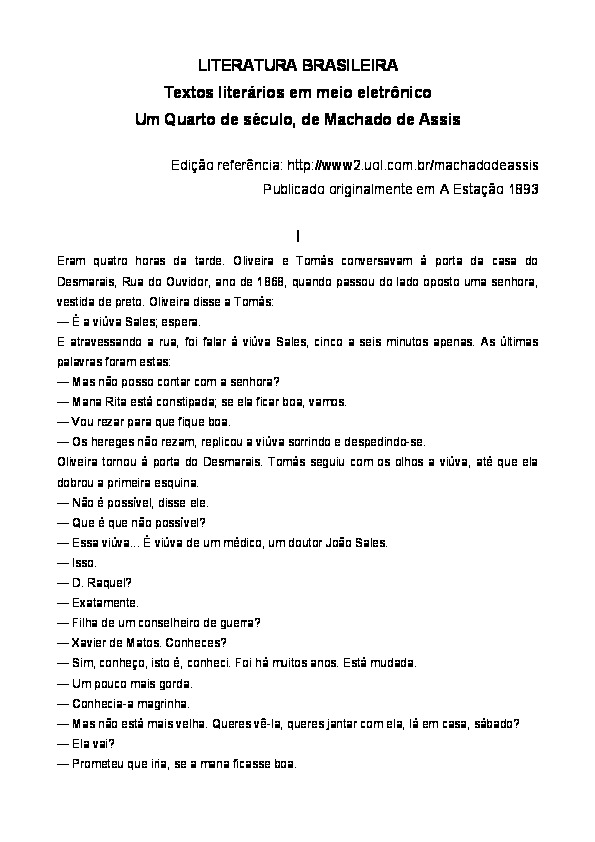 LITERATURA BRASILEIRA
Textos literários em meio eletrônico
Um Quarto de século, de Machado de Assis
Edição referência: http://www2.uol.com.br/machadodeassis
Publicado originalmente em A Estação 1893
I
Eram quatro horas da tarde. Oliveira e Tomás conversavam à porta da casa do
Desmarais, Rua do Ouvidor, ano de 1868, quando passou do lado oposto uma senhora,
vestida de preto. Oliveira disse a Tomás:
— É a viúva Sales; espera.
E atravessando a rua, foi falar à viúva Sales, cinco a seis minutos apenas. As últimas
palavras foram estas:
— Mas não posso contar com a senhora?
— Mana Rita está constipada; se ela ficar boa, vamos.
— Vou rezar para que fique boa.
— Os hereges não rezam, replicou a viúva sorrindo e despedindo-se.
Oliveira tornou à porta do Desmarais. Tomás seguiu com os olhos a viúva, até que ela
dobrou a primeira esquina.
— Não é possível, disse ele.
— Que é que não possível?
— Essa viúva... É viúva de um médico, um doutor João Sales.
— Isso.
— D. Raquel?
— Exatamente.
— Filha de um conselheiro de guerra?
— Xavier de Matos. Conheces?
— Sim, conheço, isto é, conheci. Foi há muitos anos. Está mudada.
— Um pouco mais gorda.
— Conhecia-a magrinha.
— Mas não está mais velha. Queres vê-la, queres jantar com ela, lá em casa, sábado?
— Ela vai?
— Prometeu que iria, se a mana ficasse boa.